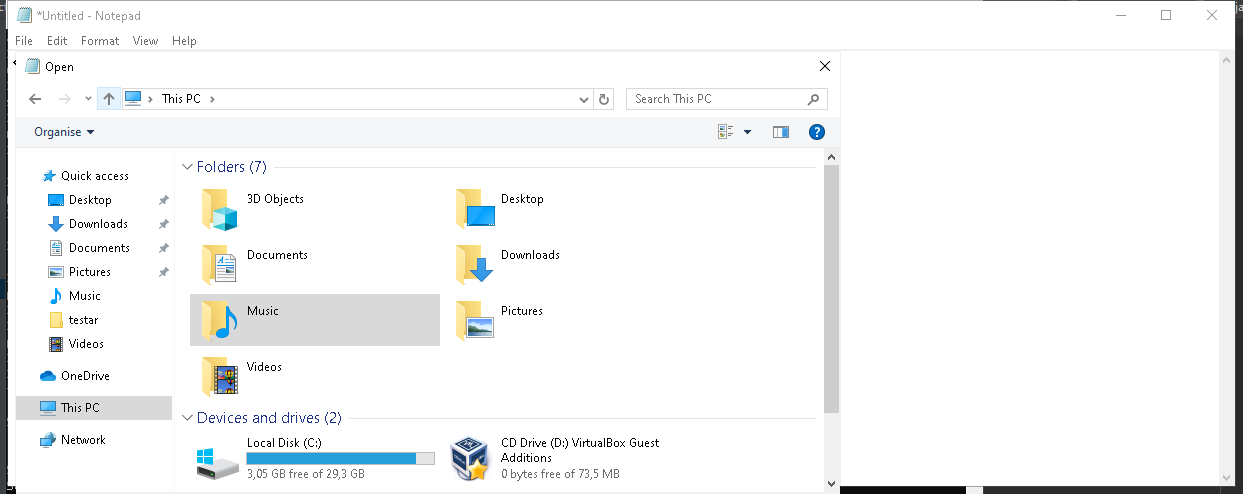 *Untitled - Notepad
File Edit Format View Help
Open
This PC
Search This PC
Organise
Quick access
Desktop
Downloads
Documents
Pictures
Music
testar
Videos
OneDrive
This PC
Network
Folders (7)
3D Objects
Desktop
Documents
Downloads
Music
Pictures
Videos
Devices and drives (2)
Local Disk (C:)
3,05 GB free of 29,3 GB
CD Drive (D:) VirtualBox Guest
Additions
0 bytes free of 73,5 MB